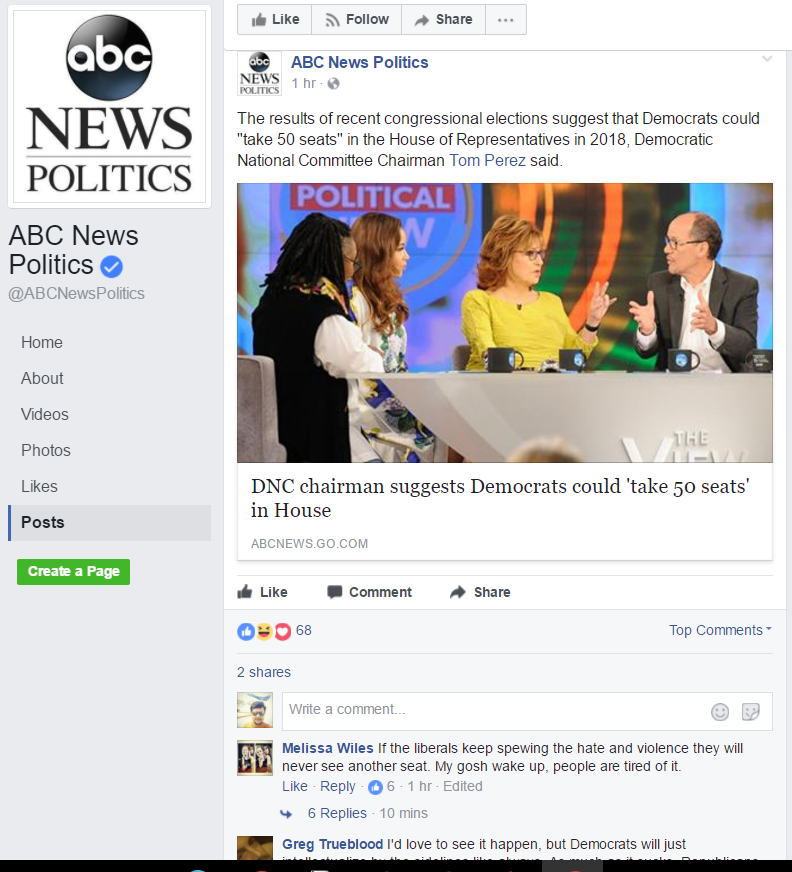 abc
NEWS
POLITICS
ABC News
Politics
@ABCNewsPolitics
Home
About
Videos
Photos
Likes
Posts
Create a Page
Like
Follow
Share
abc
NEWS
POLITICS
ABC News Politics
1 hr ·
The results of recent congressional elections suggest that Democrats could
"take 50 seats" in the House of Representatives in 2018, Democratic
National Committee Chairman Tom Perez said.
POLITICAL
THE
VIEW
DNC chairman suggests Democrats could 'take 50 seats'
in House
ABCNEWS.GO.COM
Like Comment Share
68 Top Comments
2 shares
Write a comment...
Melissa Wiles If the liberals keep spewing the hate and violence they will
never see another seat. My gosh wake up, people are tired of it.
Like · Reply · 6 · 1 hr · Edited
6 Replies · 10 mins
Greg Trueblood I'd love to see it happen, but Democrats will just